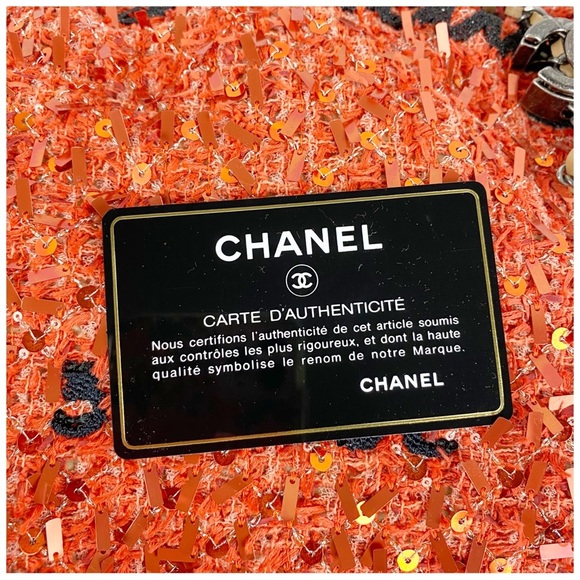 CHANEL
CARTE D'AUTHENTICITÉ
Nous certifions l'authenticité de cet article soumis
aux contrôles les plus rigoureux, et dont la haute
qualité symbolise le renom de notre Marque.
CHANEL